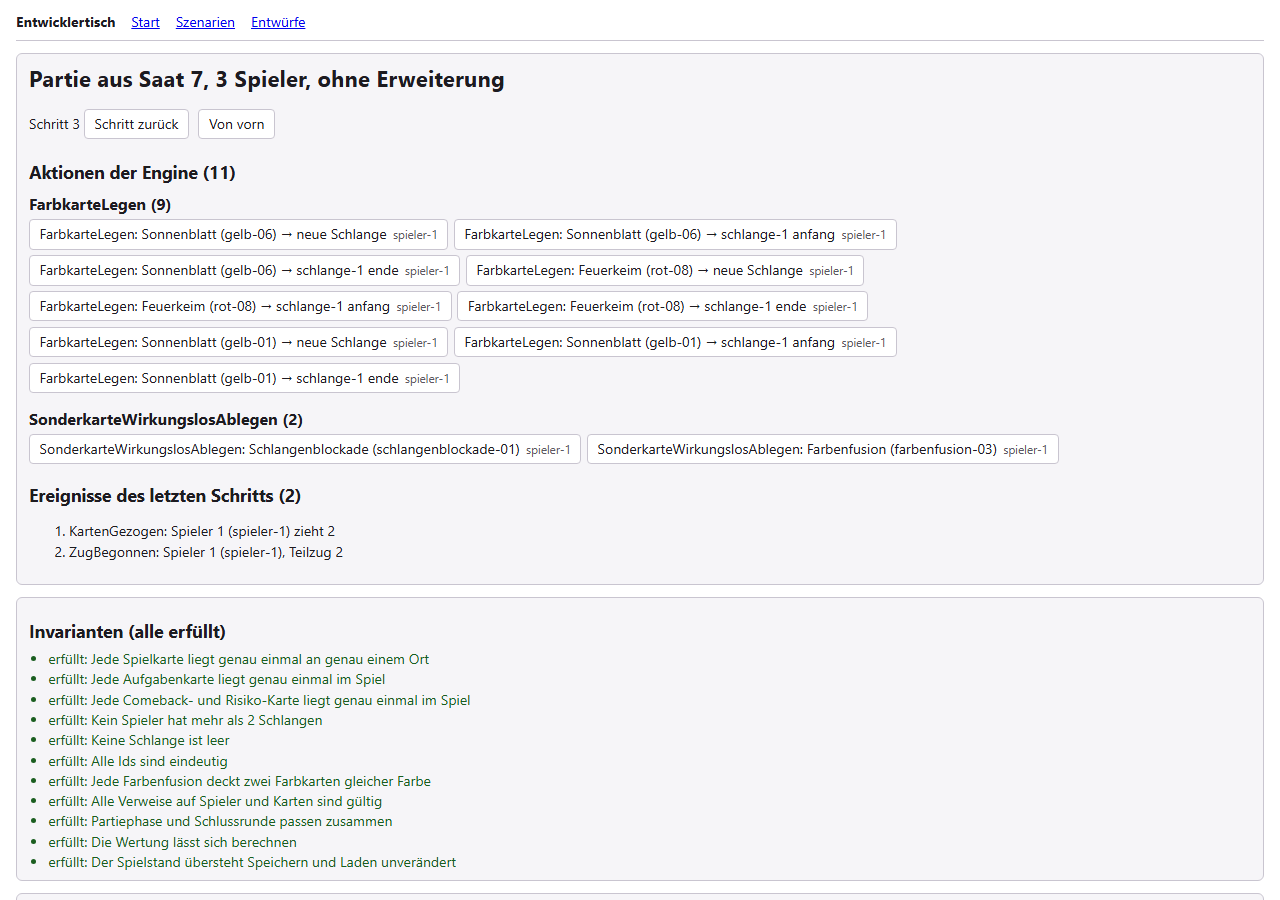 Entwicklertisch Start Szenarien Entwürfe
Partie aus Saat 7, 3 Spieler, ohne Erweiterung
Schritt 3 Schritt zurück Von vorn
Aktionen der Engine (11)
FarbkarteLegen (9)
FarbkarteLegen: Sonnenblatt (gelb-06) → neue Schlange spieler-1 FarbkarteLegen: Sonnenblatt (gelb-06) → schlange-1 anfang spieler-1
FarbkarteLegen: Sonnenblatt (gelb-06) → schlange-1 ende spieler-1 FarbkarteLegen: Feuerkeim (rot-08) → neue Schlange spieler-1
FarbkarteLegen: Feuerkeim (rot-08) → schlange-1 anfang spieler-1 FarbkarteLegen: Feuerkeim (rot-08) → schlange-1 ende spieler-1
FarbkarteLegen: Sonnenblatt (gelb-01) → neue Schlange spieler-1 FarbkarteLegen: Sonnenblatt (gelb-01) → schlange-1 anfang spieler-1
FarbkarteLegen: Sonnenblatt (gelb-01) → schlange-1 ende spieler-1
SonderkarteWirkungslosAblegen (2)
SonderkarteWirkungslosAblegen: Schlangenblockade (schlangenblockade-01) spieler-1 SonderkarteWirkungslosAblegen: Farbenfusion (farbenfusion-03) spieler-1
Ereignisse des letzten Schritts (2)
1. KartenGezogen: Spieler 1 (spieler-1) zieht 2
2. ZugBegonnen: Spieler 1 (spieler-1), Teilzug 2
Invarianten (alle erfüllt)
• erfüllt: Jede Spielkarte liegt genau einmal an genau einem Ort
• erfüllt: Jede Aufgabenkarte liegt genau einmal im Spiel
• erfüllt: Jede Comeback- und Risiko-Karte liegt genau einmal im Spiel
• erfüllt: Kein Spieler hat mehr als 2 Schlangen
• erfüllt: Keine Schlange ist leer
• erfüllt: Alle Ids sind eindeutig
• erfüllt: Jede Farbenfusion deckt zwei Farbkarten gleicher Farbe
• erfüllt: Alle Verweise auf Spieler und Karten sind gültig
• erfüllt: Partiephase und Schlussrunde passen zusammen
• erfüllt: Die Wertung lässt sich berechnen
• erfüllt: Der Spielstand übersteht Speichern und Laden unverändert